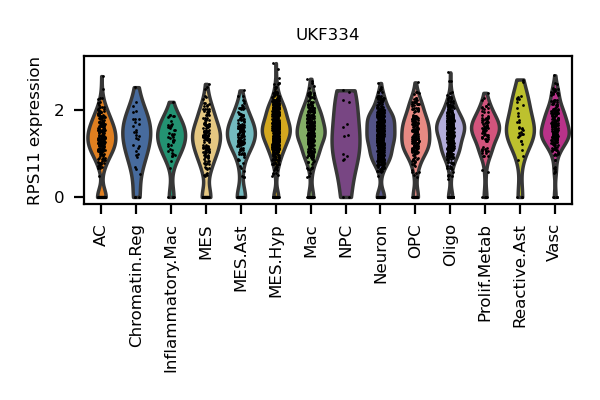 UKF334
RPS11 expression
2
0
AC
Chromatin.Reg
Inflammatory.Mac
MES
MES.Ast
MES.Hyp
Mac
NPC
Neuron
OPC
Oligo
Prolif.Metab
Reactive.Ast
Vasc